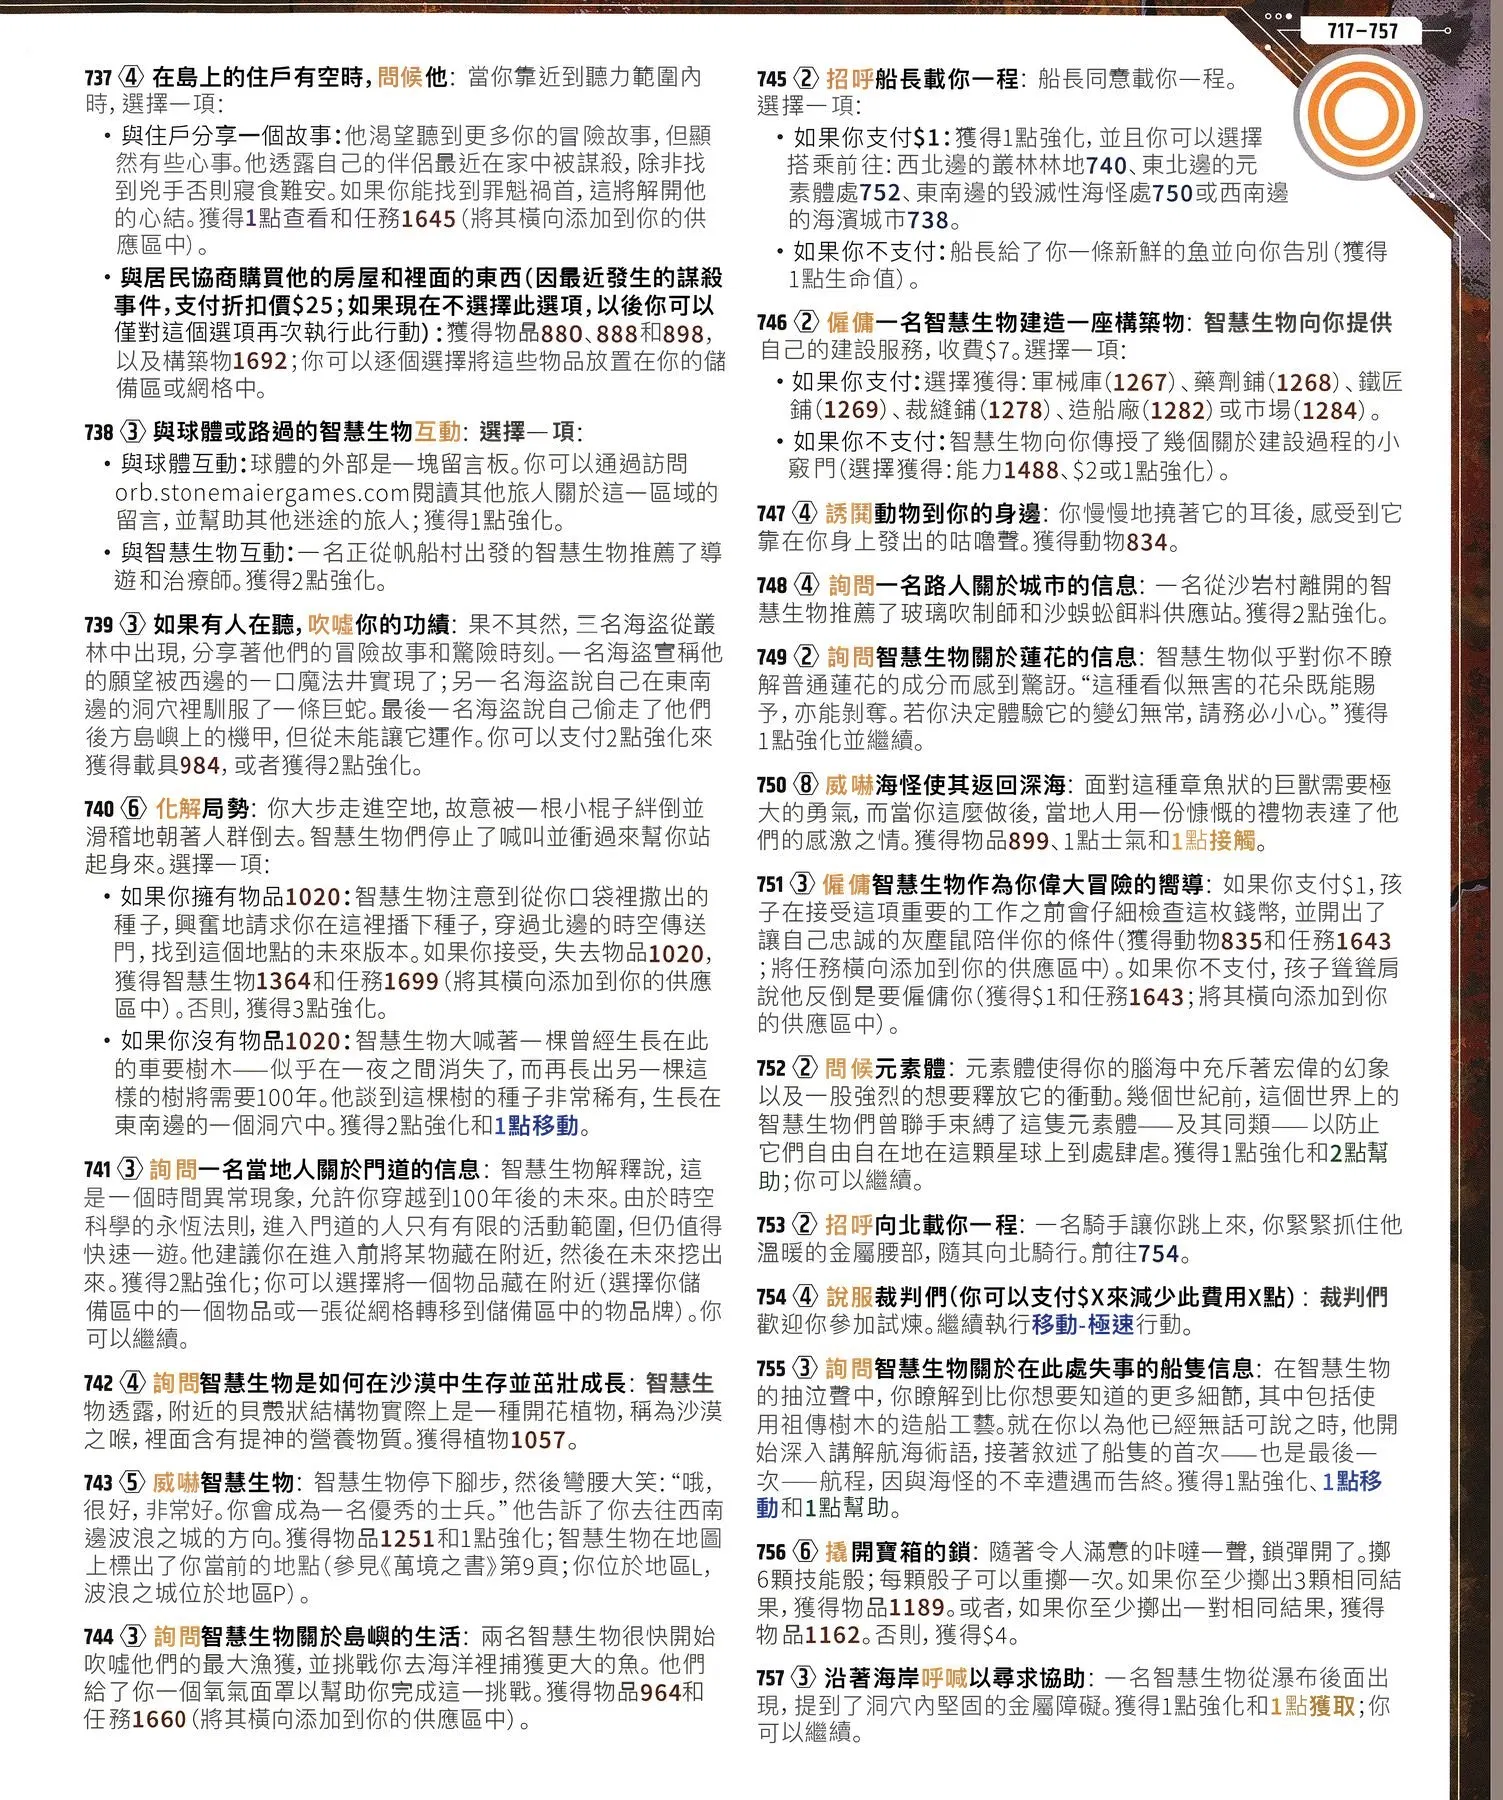 717–757
737 ④ 在島上的住戶有空時，問候他：當你靠近到聽力範圍內
時，選擇一項：
• 與住戶分享一個故事：他渴望聽到更多你的冒險故事，但顯
然有些心事。他透露自己的伴侶最近在家中被謀殺，除非找
到兇手否則寢食難安。如果你能找到罪魁禍首，這將解開他
的心結。獲得1點查看和任務1645（將其橫向添加到你的供
應區中）。
• 與居民協商購買他的房屋和裡面的東西（因最近發生的謀殺
事件，支付折扣價$25；如果現在不選擇此選項，以後你可以
僅對這個選項再次執行此行動）：獲得物品880、888和898，
以及構築物1692；你可以逐個選擇將這些物品放置在你的儲
備區或網格中。
738 ③ 與球體或路過的智慧生物互動：選擇一項：
• 與球體互動：球體的外部是一塊留言板。你可以通過訪問
orb.stonemaiergames.com閱讀其他旅人關於這一區域的
留言，並幫助其他迷途的旅人；獲得1點強化。
• 與智慧生物互動：一名正從帆船村出發的智慧生物推薦了導
遊和治療師。獲得2點強化。
739 ③ 如果有人在聽，吹噓你的功績：果不其然，三名海盜從叢
林中出現，分享著他們的冒險故事和驚險時刻。一名海盜宣稱他
的願望被西邊的一口魔法井實現了；另一名海盜說自己在東南
邊的洞穴裡馴服了一條巨蛇。最後一名海盜說自己偷走了他們
後方島嶼上的機甲，但從未能讓它運作。你可以支付2點強化來
獲得載具984，或者獲得2點強化。
740 ⑥ 化解局勢：你大步走進空地，故意被一根小棍子絆倒並
滑稽地朝著人群倒去。智慧生物們停止了喊叫並衝過來幫你站
起身來。選擇一項：
• 如果你擁有物品1020：智慧生物注意到從你口袋裡撒出的
種子，興奮地請求你在這裡播下種子，穿過北邊的時空傳送
門，找到這個地點的未來版本。如果你接受，失去物品1020，
獲得智慧生物1364和任務1699（將其橫向添加到你的供應
區中）。否則，獲得3點強化。
• 如果你沒有物品1020：智慧生物大喊著一棵曾經生長在此
的重要樹木——似乎在一夜之間消失了，而再長出另一棵這
樣的樹將需要100年。他談到這棵樹的種子非常稀有，生長在
東南邊的一個洞穴中。獲得2點強化和1點移動。
741 ③ 詢問一名當地人關於門道的信息：智慧生物解釋說，這
是一個時間異常現象，允許你穿越到100年後的未來。由於時空
科學的永恆法則，進入門道的人只有有限的活動範圍，但仍值得
快速一遊。他建議你在進入前將某物藏在附近，然後在未來挖出
來。獲得2點強化；你可以選擇將一個物品藏在附近（選擇你儲
備區中的一個物品或一張從網格轉移到儲備區中的物品牌）。你
可以繼續。
742 ④ 詢問智慧生物是如何在沙漠中生存並茁壯成長：智慧生
物透露，附近的貝殼狀結構物實際上是一種開花植物，稱為沙漠
之喉，裡面含有提神的營養物質。獲得植物1057。
743 ⑤ 威嚇智慧生物：智慧生物停下腳步，然後彎腰大笑：“哦，
很好，非常好。你會成為一名優秀的士兵。”他告訴了你去往西南
邊波浪之城的方向。獲得物品1251和1點強化；智慧生物在地圖
上標出了你當前的地點（參見《萬境之書》第9頁；你位於地區L，
波浪之城位於地區P）。
744 ③ 詢問智慧生物關於島嶼的生活：兩名智慧生物很快開始
吹噓他們的最大漁獲，並挑戰你去海洋裡捕獲更大的魚。他們
給了你一個氧氣面罩以幫助你完成這一挑戰。獲得物品964和
任務1660（將其橫向添加到你的供應區中）。
745 ② 招呼船長載你一程：船長同意載你一程。
選擇一項：
• 如果你支付$1：獲得1點強化，並且你可以選擇
搭乘前往：西北邊的叢林林地740、東北邊的元
素體處752、東南邊的毀滅性海怪處750或西南邊
的海濱城市738。
• 如果你不支付：船長給了你一條新鮮的魚並向你告別（獲得
1點生命值）。
746 ② 僱傭一名智慧生物建造一座構築物：智慧生物向你提供
自己的建設服務，收費$7。選擇一項：
• 如果你支付：選擇獲得：軍械庫（1267）、藥劑鋪（1268）、鐵匠
鋪（1269）、裁縫鋪（1278）、造船廠（1282）或市場（1284）。
• 如果你不支付：智慧生物向你傳授了幾個關於建設過程的小
竅門（選擇獲得：能力1488、$2或1點強化）。
747 ④ 誘鬨動物到你的身邊：你慢慢地撓著它的耳後，感受到它
靠在你身上發出的咕嚕聲。獲得動物834。
748 ④ 詢問一名路人關於城市的信息：一名從沙岩村離開的智
慧生物推薦了玻璃吹制師和沙蜈蚣餌料供應站。獲得2點強化。
749 ② 詢問智慧生物關於蓮花的信息：智慧生物似乎對你不瞭
解普通蓮花的成分而感到驚訝。“這種看似無害的花朵既能賜
予，亦能剝奪。若你決定體驗它的變幻無常，請務必小心。”獲得
1點強化並繼續。
750 ⑧ 威嚇海怪使其返回深海：面對這種章魚狀的巨獸需要極
大的勇氣，而當你這麼做後，當地人用一份慷慨的禮物表達了他
們的感激之情。獲得物品899、1點士氣和1點接觸。
751 ③ 僱傭智慧生物作為你偉大冒險的嚮導：如果你支付$1，孩
子在接受這項重要的工作之前會仔細檢查這枚錢幣，並開出了
讓自己忠誠的灰塵鼠陪伴你的條件（獲得動物835和任務1643
；將任務橫向添加到你的供應區中）。如果你不支付，孩子聳聳肩
說他反倒是要僱傭你（獲得$1和任務1643；將其橫向添加到你
的供應區中）。
752 ② 問候元素體：元素體使得你的腦海中充斥著宏偉的幻象
以及一股強烈的想要釋放它的衝動。幾個世紀前，這個世界上的
智慧生物們曾聯手束縛了這隻元素體——及其同類——以防止
它們自由自在地在這顆星球上到處肆虐。獲得1點強化和2點幫
助；你可以繼續。
753 ② 招呼向北載你一程：一名騎手讓你跳上來，你緊緊抓住他
溫暖的金屬腰部，隨其向北騎行。前往754。
754 ④ 說服裁判們（你可以支付$X來減少此費用X點）：裁判們
歡迎你參加試煉。繼續執行移動-極速行動。
755 ③ 詢問智慧生物關於在此處失事的船隻信息：在智慧生物
的抽泣聲中，你瞭解到比你想要知道的更多細節，其中包括使
用祖傳樹木的造船工藝。就在你以為他已經無話可說之時，他開
始深入講解航海術語，接著敘述了船隻的首次——也是最後一
次——航程，因與海怪的不幸遭遇而告終。獲得1點強化、1點移
動和1點幫助。
756 ⑥ 撬開寶箱的鎖：隨著令人滿意的咔噠一聲，鎖彈開了。擲
6顆技能骰；每顆骰子可以重擲一次。如果你至少擲出3顆相同結
果，獲得物品1189。或者，如果你至少擲出一對相同結果，獲得
物品1162。否則，獲得$4。
757 ③ 沿著海岸呼喊以尋求協助：一名智慧生物從瀑布後面出
現，提到了洞穴內堅固的金屬障礙。獲得1點強化和1點獲取；你
可以繼續。